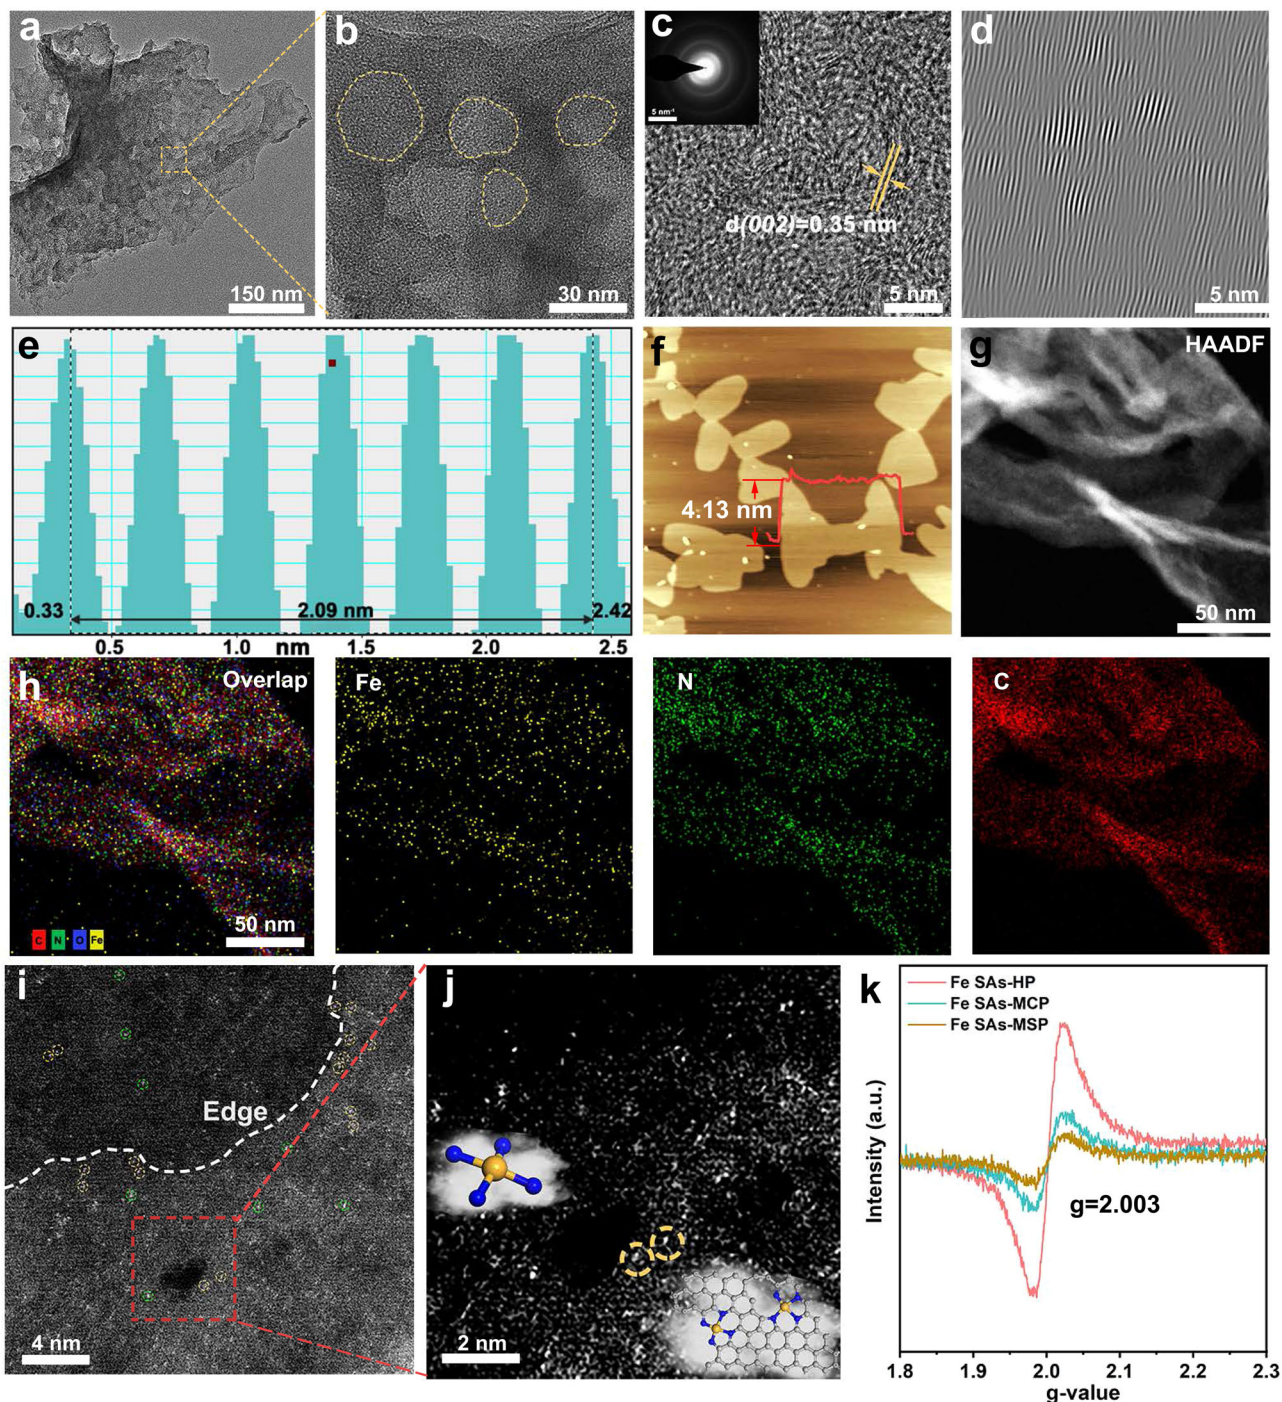 a
150 nm
b
30 nm
c
5 nm⁻¹
d(002)=0.35 nm
5 nm
d
5 nm
e
0.33
2.09 nm
2.42
0.5
1.0
nm
1.5
2.0
2.5
f
4.13 nm
g
HAADF
50 nm
h
Overlap
C N O Fe
50 nm
Fe
N
C
i
Edge
4 nm
j
2 nm
k
Fe SAs-HP
Fe SAs-MCP
Fe SAs-MSP
g=2.003
Intensity (a.u.)
1.8 1.9 2.0 2.1 2.2 2.3
g-value